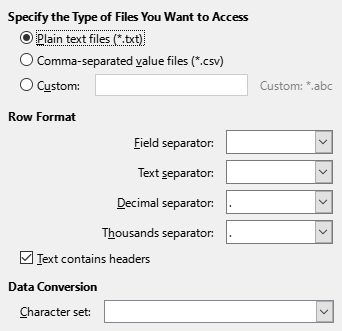 Specify the Type of Files You Want to Access
Plain text files (*.txt)
Comma-separated value files (*.csv)
Custom:
Custom: *.abc
Row Format
Field separator:
Text separator:
Decimal separator: .
Thousands separator: .
Text contains headers
Data Conversion
Character set: